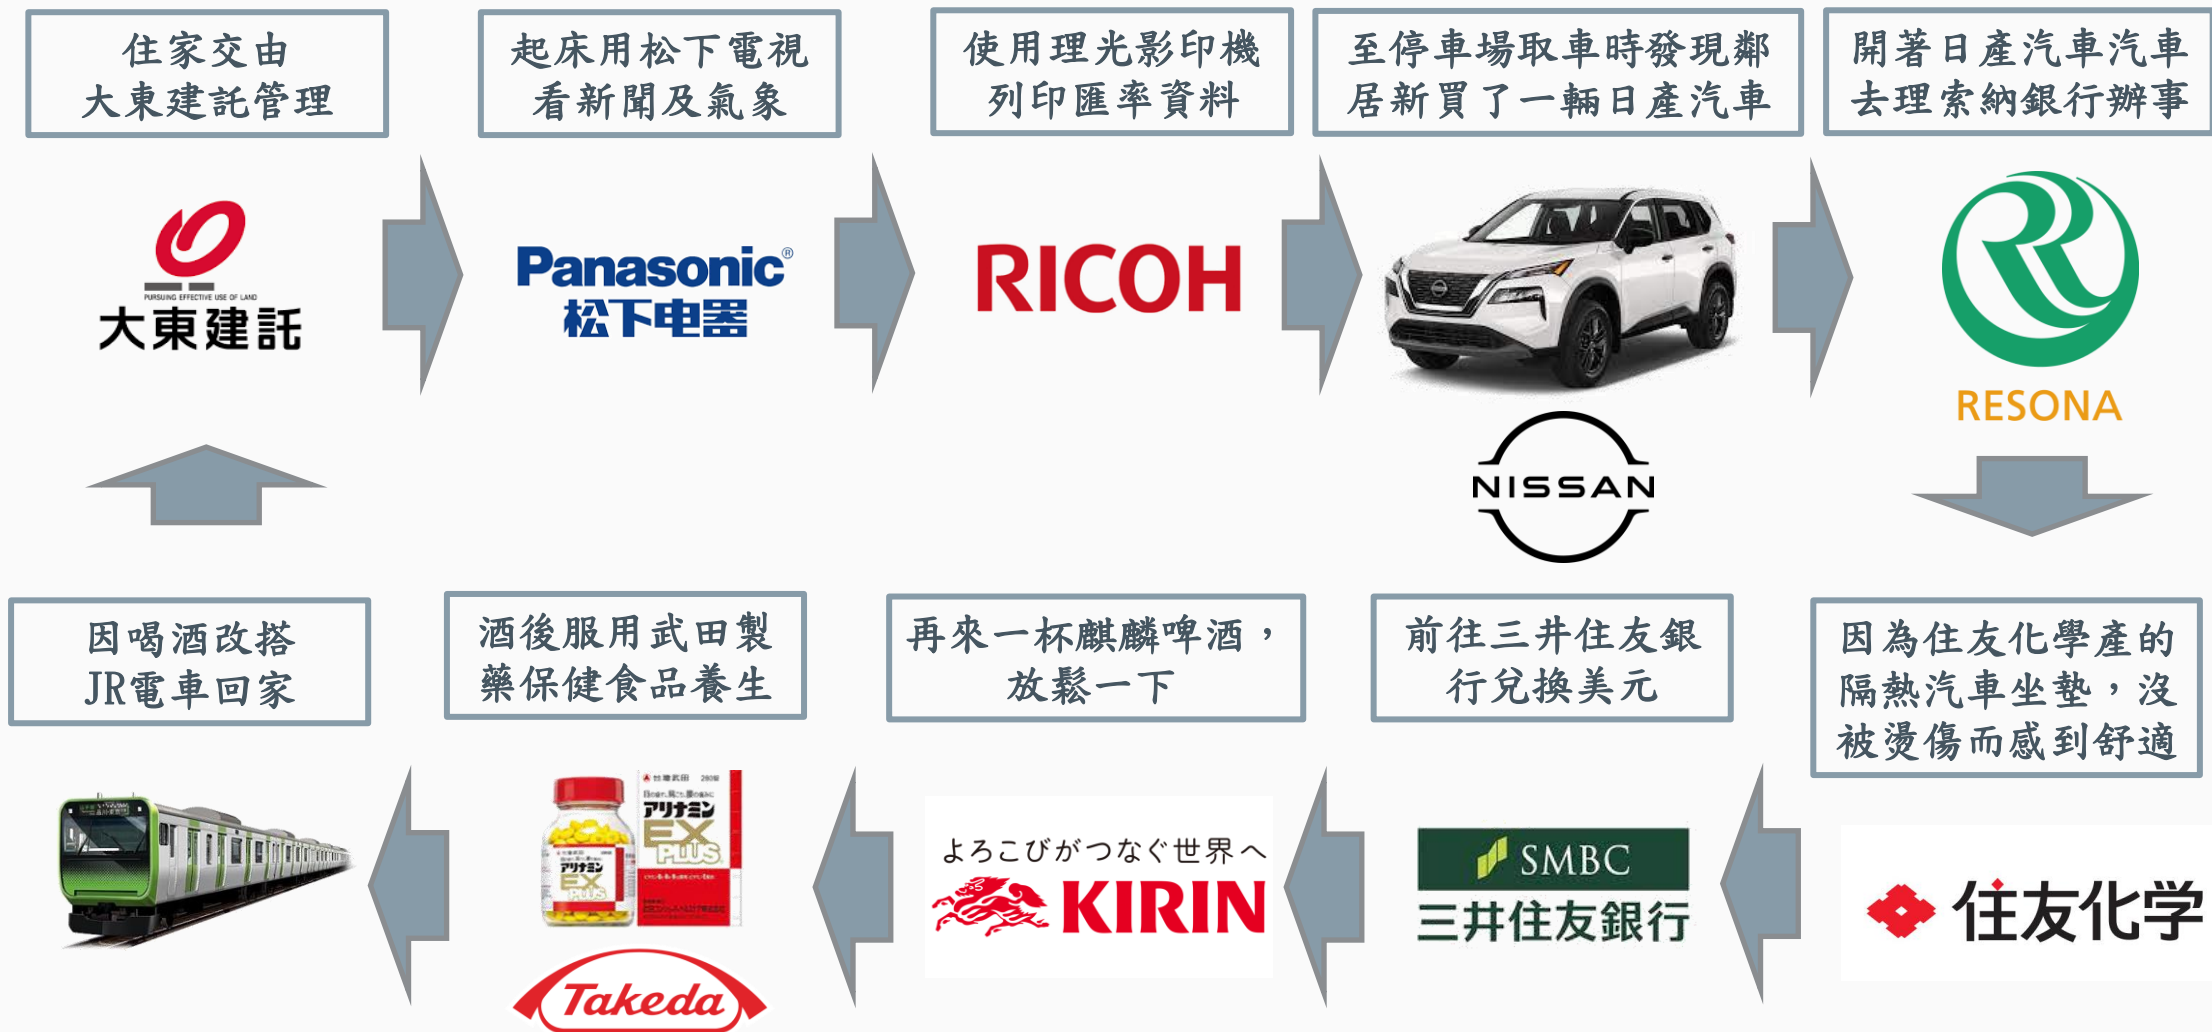 住家交由
大東建託管理
起床用松下電視
看新聞及氣象
使用理光影印機
列印匯率資料
至停車場取車時發現鄰
居新買了一輛日產汽車
開著日產汽車汽車
去理索納銀行辦事
PURSUING EFFECTIVE USE OF LAND
大東建託
Panasonic®
松下电器
RICOH
NISSAN
RESONA
因喝酒改搭
JR電車回家
酒後服用武田製
藥保健食品養生
再來一杯麒麟啤酒，
放鬆一下
前往三井住友銀
行兌換美元
因為住友化學產的
隔熱汽車坐墊，沒
被燙傷而感到舒適
アリナミン
EX
PLUS
アリナミン
EX
PLUS
Takeda
よろこびがつなぐ世界へ
KIRIN
SMBC
三井住友銀行
住友化学